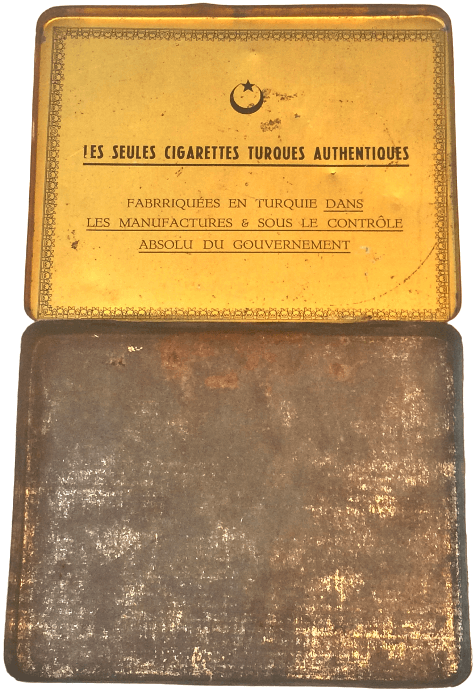 LES SEULES CIGARETTES TURQUES AUTHENTIQUES
FABRRIQUÉES EN TURQUIE DANS
LES MANUFACTURES & SOUS LE CONTRÔLE
ABSOLU DU GOUVERNEMENT